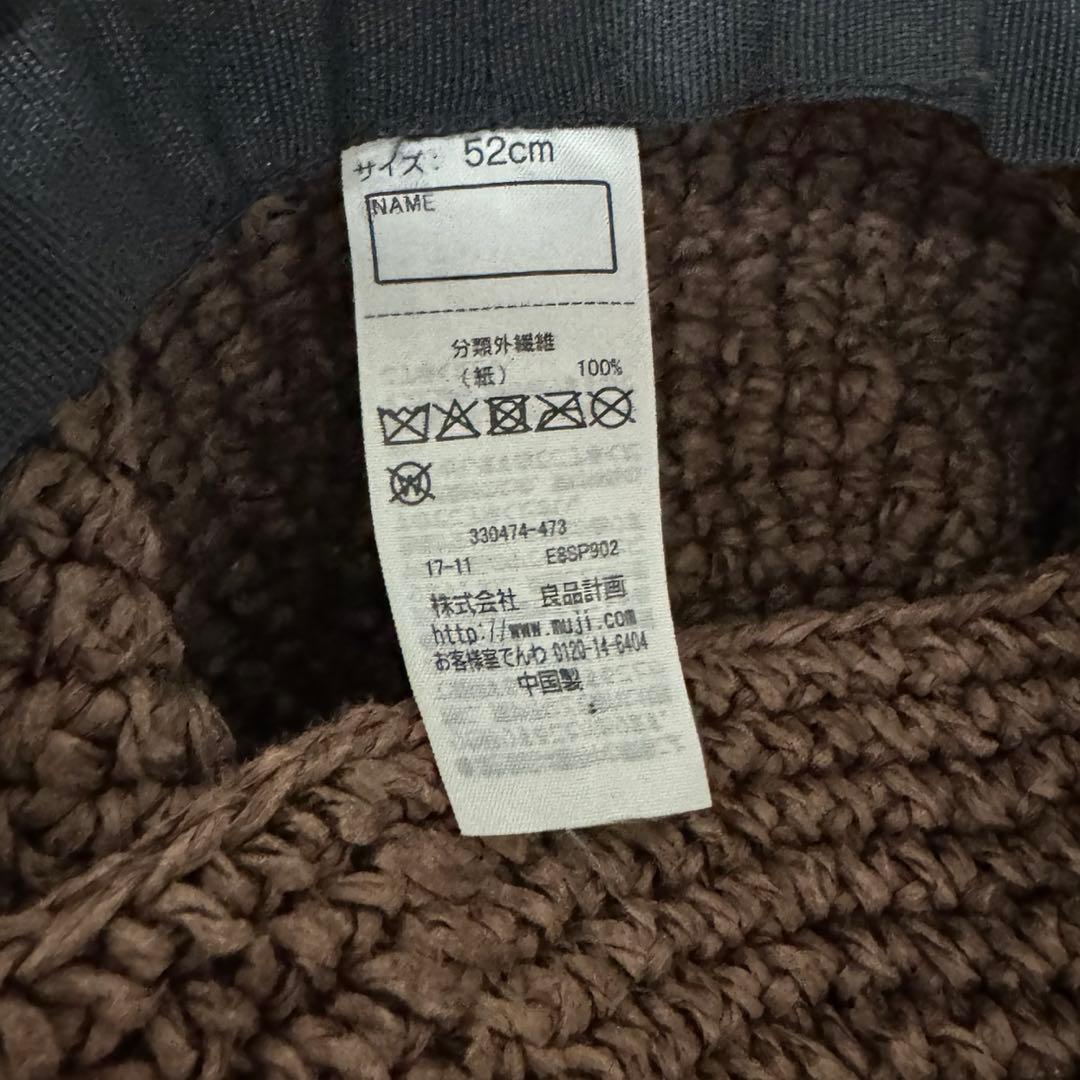 サイズ: 52cm
NAME
分類外繊維
(紙) 100%
W
330474-473
17-11 E8SP902
株式会社 良品計画
http://www.muji.com
お客様室でんわ 0120-14-6404
中国製